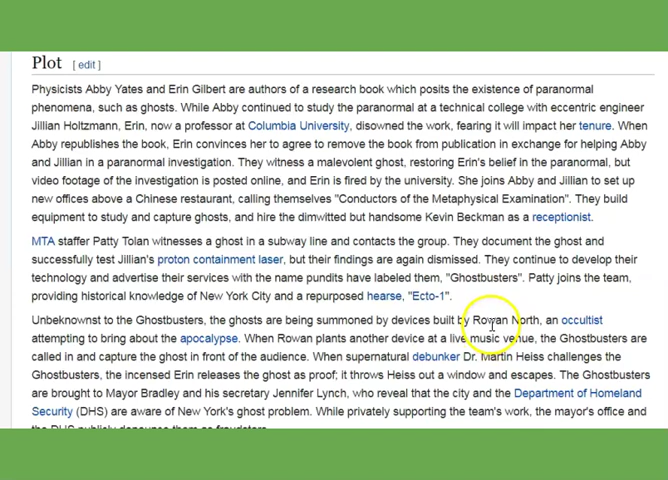 Plot [ edit ]
Physicists Abby Yates and Erin Gilbert are authors of a research book which posits the existence of paranormal
phenomena, such as ghosts. While Abby continued to study the paranormal at a technical college with eccentric engineer
Jillian Holtzmann, Erin, now a professor at Columbia University, disowned the work, fearing it will impact her tenure. When
Abby republishes the book, Erin convinces her to agree to remove the book from publication in exchange for helping Abby
and Jillian in a paranormal investigation. They witness a malevolent ghost, restoring Erin's belief in the paranormal, but
video footage of the investigation is posted online, and Erin is fired by the university. She joins Abby and Jillian to set up
new offices above a Chinese restaurant, calling themselves "Conductors of the Metaphysical Examination". They build
equipment to study and capture ghosts, and hire the dimwitted but handsome Kevin Beckman as a receptionist.
MTA staffer Patty Tolan witnesses a ghost in a subway line and contacts the group. They document the ghost and
successfully test Jillian's proton containment laser, but their findings are again dismissed. They continue to develop their
technology and advertise their services with the name pundits have labeled them, "Ghostbusters". Patty joins the team,
providing historical knowledge of New York City and a repurposed hearse, "Ecto-1".
Unbeknownst to the Ghostbusters, the ghosts are being summoned by devices built by Rowan North, an occultist
attempting to bring about the apocalypse. When Rowan plants another device at a live music venue, the Ghostbusters are
called in and capture the ghost in front of the audience. When supernatural debunker Dr. Martin Heiss challenges the
Ghostbusters, the incensed Erin releases the ghost as proof; it throws Heiss out a window and escapes. The Ghostbusters
are brought to Mayor Bradley and his secretary Jennifer Lynch, who reveal that the city and the Department of Homeland
Security (DHS) are aware of New York's ghost problem. While privately supporting the team's work, the mayor's office and
the DHS publicly denounce them as fraudsters.